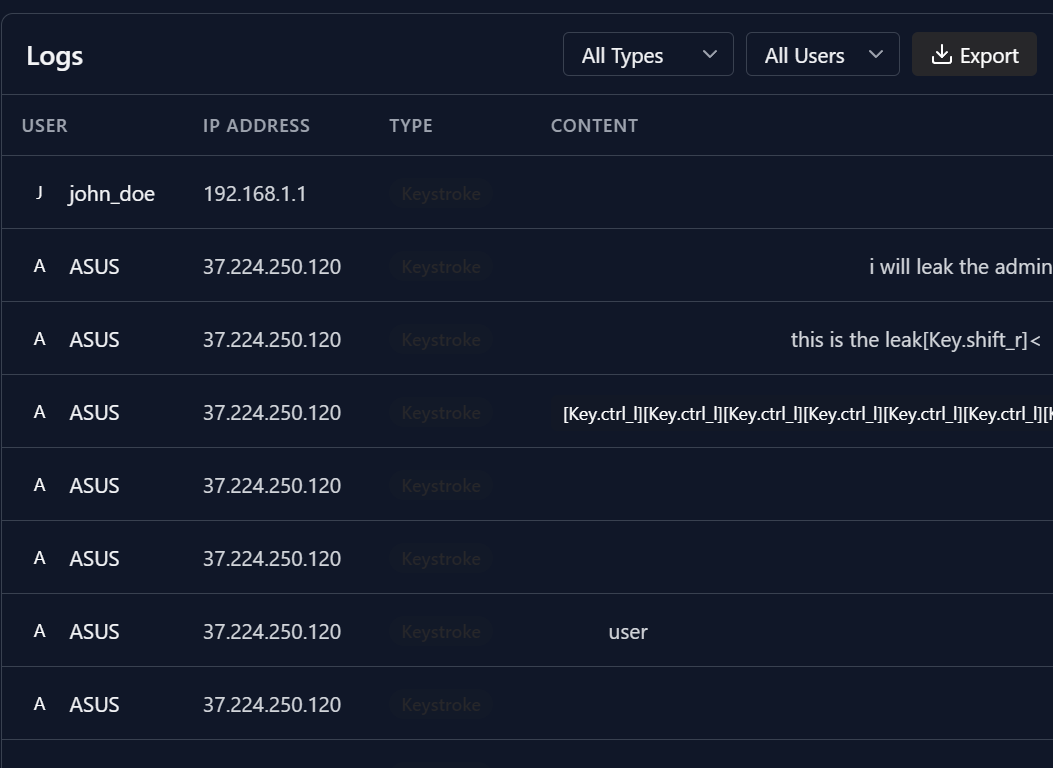 Logs All Types All Users Export
USER IP ADDRESS TYPE CONTENT
J john_doe 192.168.1.1 Keystroke
A ASUS 37.224.250.120 Keystroke i will leak the admin
A ASUS 37.224.250.120 Keystroke this is the leak[Key.shift_r]<
A ASUS 37.224.250.120 Keystroke [Key.ctrl_l][Key.ctrl_l][Key.ctrl_l][Key.ctrl_l][Key.ctrl_l][Key.ctrl_l][
A ASUS 37.224.250.120 Keystroke
A ASUS 37.224.250.120 Keystroke
A ASUS 37.224.250.120 Keystroke user
A ASUS 37.224.250.120 Keystroke